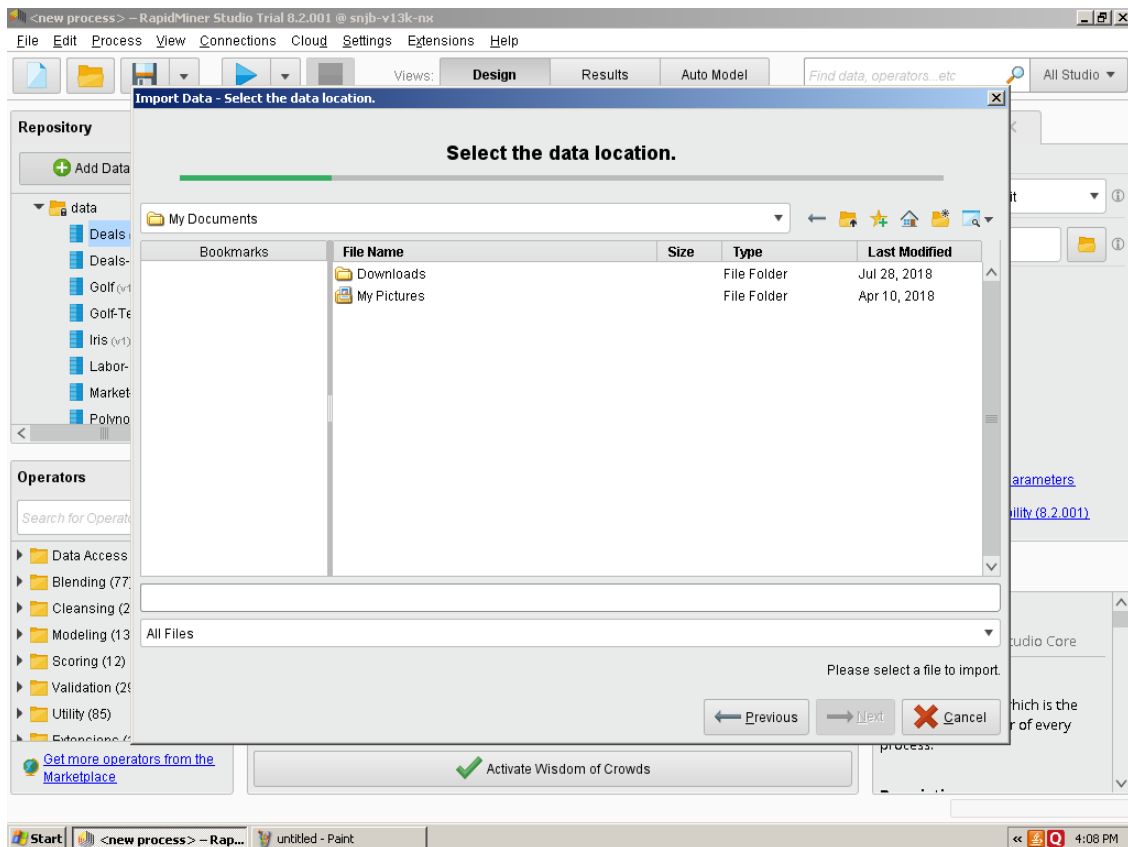 <new process> – RapidMiner Studio Trial 8.2.001 @ snjb-v13k-nx
File Edit Process View Connections Cloud Settings Extensions Help
Views: Design Results Auto Model Find data, operators...etc All Studio
Import Data - Select the data location.
Repository
Select the data location.
Add Data
My Documents
data
Bookmarks File Name Size Type Last Modified
Downloads File Folder Jul 28, 2018
My Pictures File Folder Apr 10, 2018
Deals
Deals-
Golf (v1
Golf-Te
Iris (v1)
Labor-
Market-
Polyno
Operators
arameters
Search for Operat
ility (8.2.001)
Data Access
Blending (77)
Cleansing (2
Modeling (13
Scoring (12)
Validation (29
Utility (85)
All Files
tudio Core
Please select a file to import.
Previous Next Cancel
hich is the
r of every
process.
Get more operators from the
Marketplace
Activate Wisdom of Crowds
Start <new process> – Rap... untitled - Paint « Q 4:08 PM